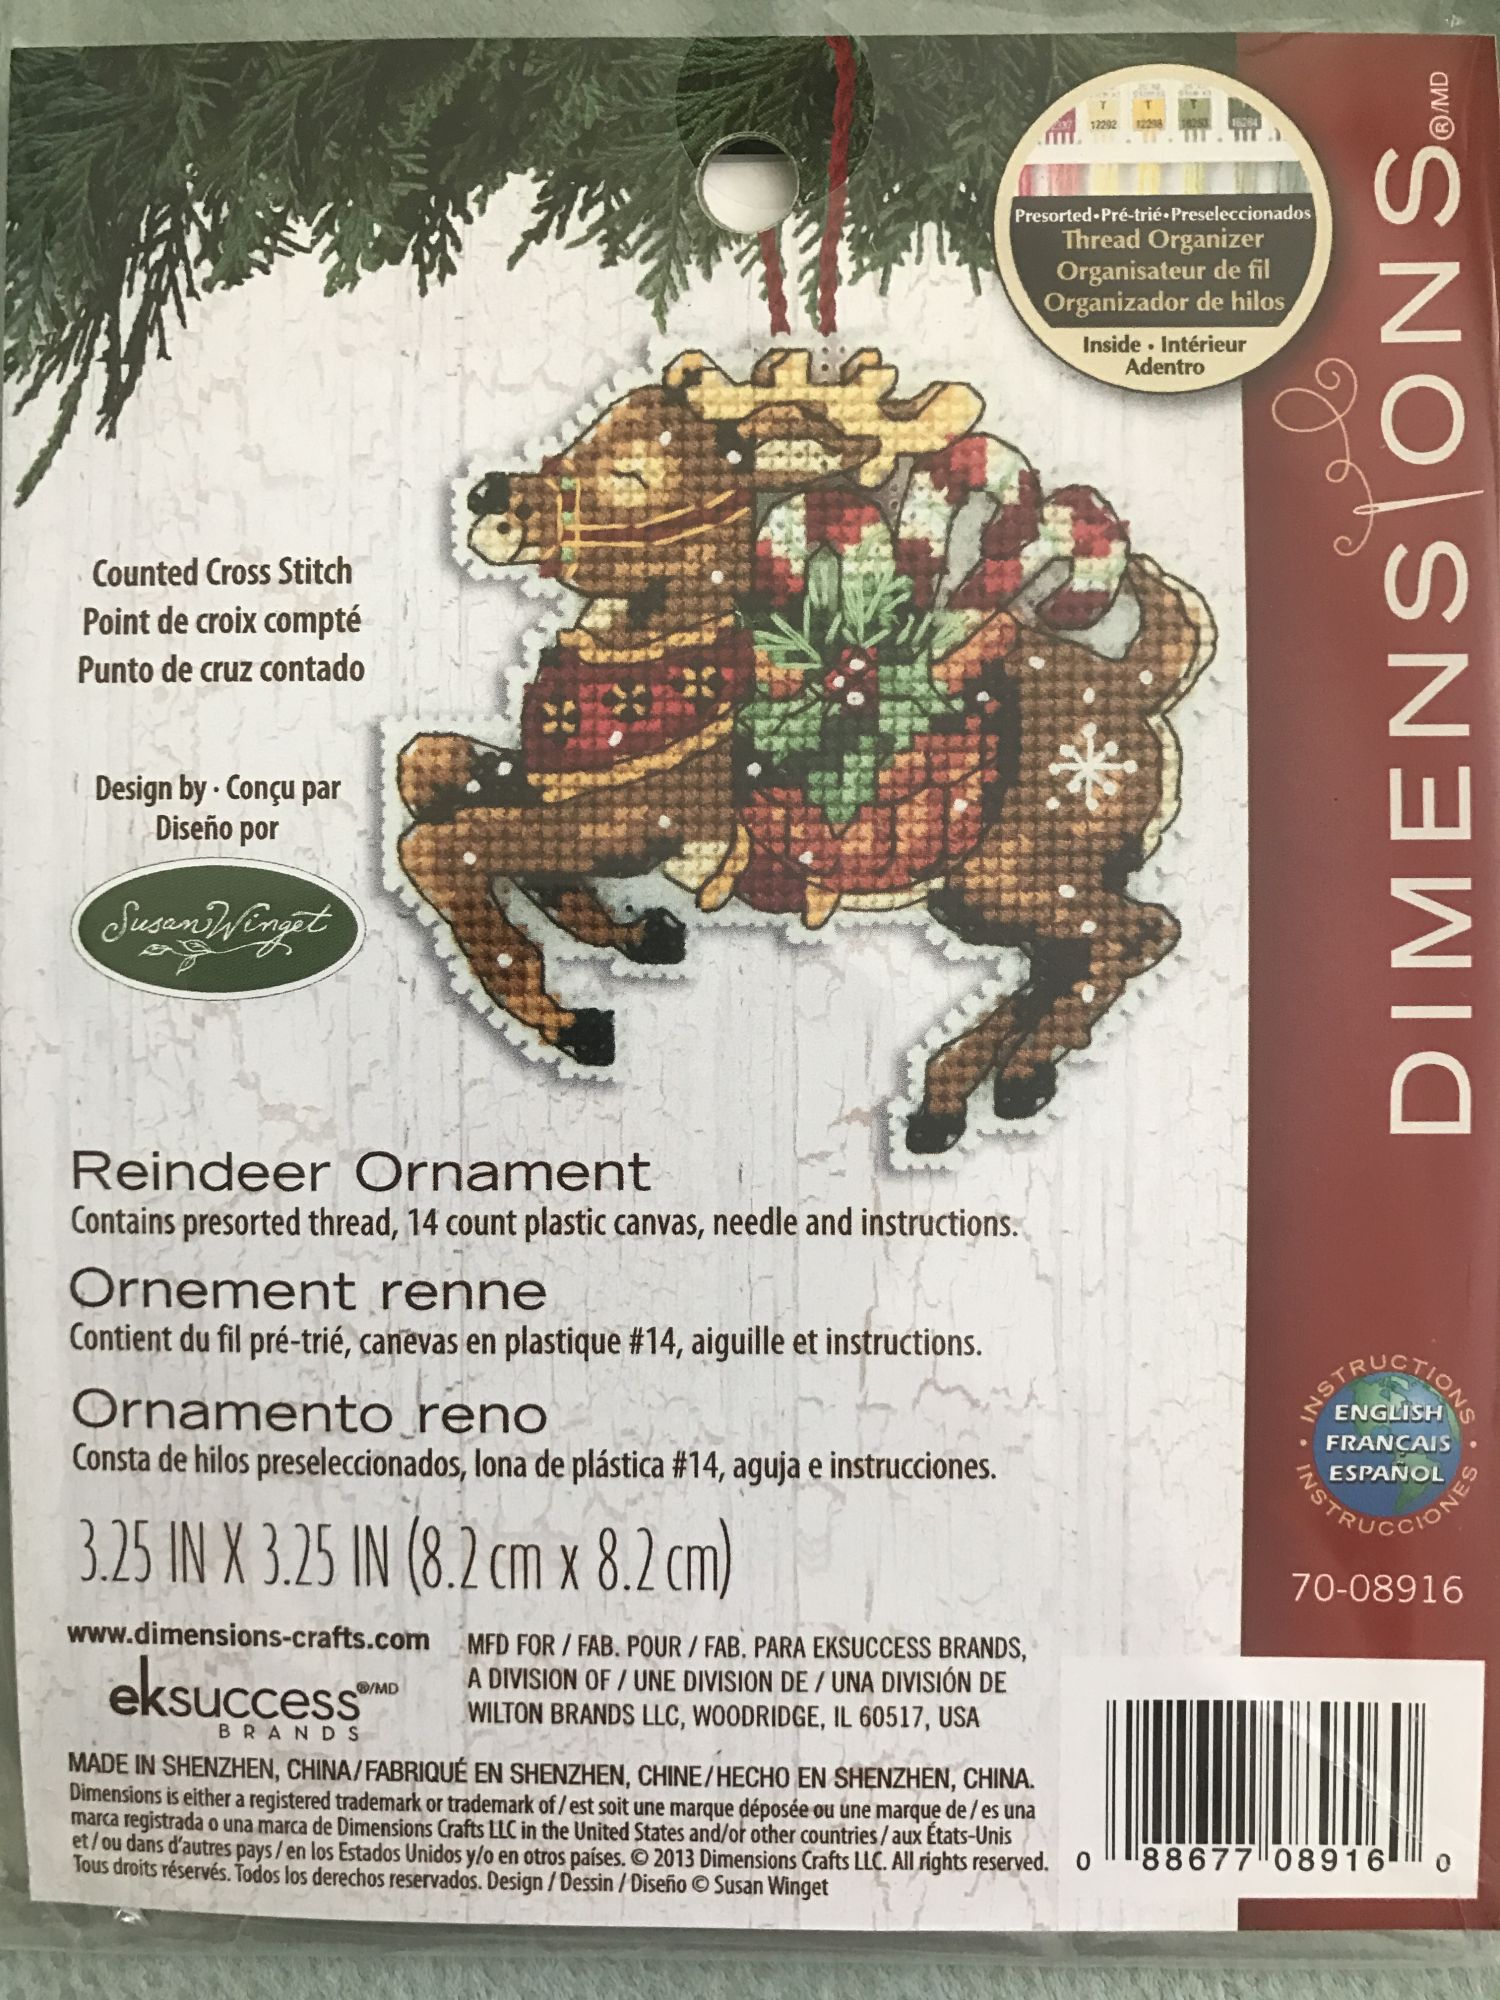 T
12292
T
12298
T
Presorted•Pré-trié•Preseleccionados
Thread Organizer
Organisateur de fil
Organizador de hilos
Inside • Intérieur
Adentro
DIMENSIONS®/MD
Counted Cross Stitch
Point de croix compté
Punto de cruz contado
Design by · Conçu par
Diseño por
Susan Winget
Reindeer Ornament
Contains presorted thread, 14 count plastic canvas, needle and instructions.
Ornement renne
Contient du fil pré-trié, canevas en plastique #14, aiguille et instructions.
Ornamento reno
Consta de hilos preseleccionados, lona de plástica #14, aguja e instrucciones.
3.25 IN X 3.25 IN (8.2 cm x 8.2 cm)
INSTRUCTIONS
ENGLISH
FRANÇAIS
ESPAÑOL
INSTRUCCIONES
70-08916
www.dimensions-crafts.com
eksuccess®/MD
BRANDS
MFD FOR / FAB. POUR / FAB. PARA EKSUCCESS BRANDS,
A DIVISION OF / UNE DIVISION DE / UNA DIVISIÓN DE
WILTON BRANDS LLC, WOODRIDGE, IL 60517, USA
MADE IN SHENZHEN, CHINA/FABRIQUÉ EN SHENZHEN, CHINE/HECHO EN SHENZHEN, CHINA.
Dimensions is either a registered trademark or trademark of / est soit une marque déposée ou une marque de / es una
marca registrada o una marca de Dimensions Crafts LLC in the United States and/or other countries / aux États-Unis
et / ou dans d'autres pays / en los Estados Unidos y/o en otros países. © 2013 Dimensions Crafts LLC. All rights reserved.
Tous droits réservés. Todos los derechos reservados. Design / Dessin / Diseño © Susan Winget
0 88677 08916 0